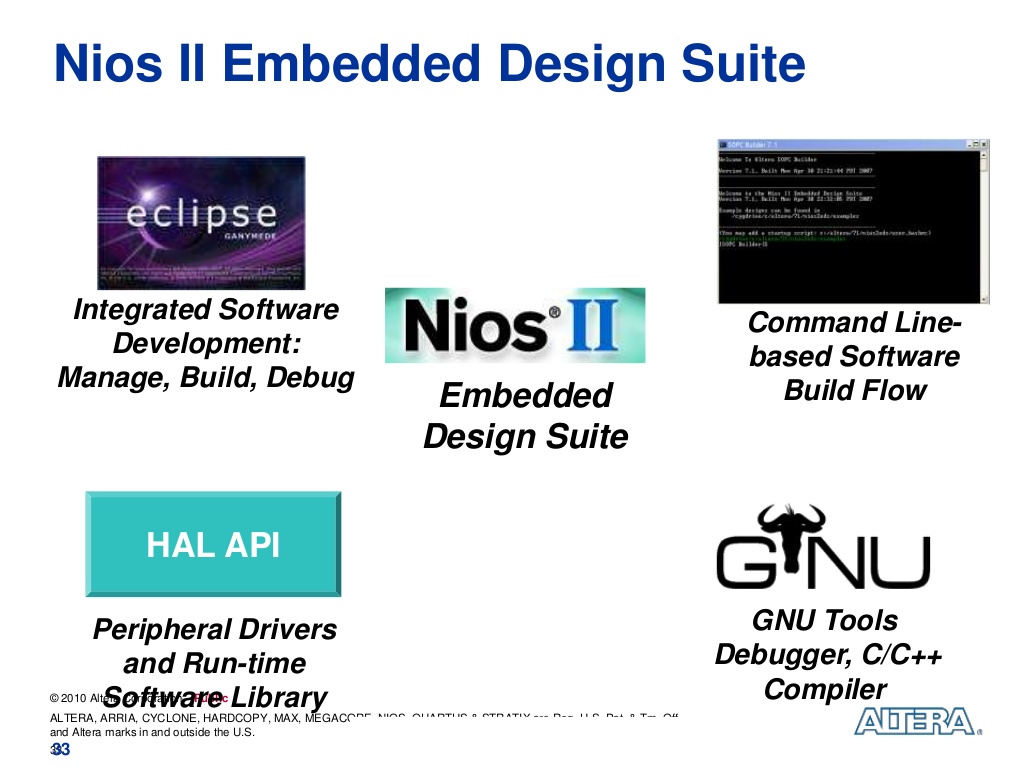 Nios II Embedded Design Suite
eclipse
GANYMEDE
Integrated Software
Development:
Manage, Build, Debug
Nios® II
Embedded
Design Suite
SOPC Builder 7.1
Welcome To Altera SOPC Builder
Version 7.1, Built Mon Apr 30 21:21:44 PDT 2007
Welcome to the Nios II Embedded Design Suite
Version 7.1, Built Mon Apr 30 22:32:05 PDT 2007
Example designs can be found in
/cygdrive/c/altera/71/nios2eds/examples
(You may add a startup script: c:/altera/71/nios2eds/user.bashrc)
/cygdrive/c/altera/71/nios2eds/examples
[SOPC Builder]$
Command Line-
based Software
Build Flow
HAL API
Peripheral Drivers
and Run-time
Software Library
GNU
GNU Tools
Debugger, C/C++
Compiler
© 2010 Altera Corporation Public
ALTERA, ARRIA, CYCLONE, HARDCOPY, MAX, MEGACORE, NIOS, QUARTUS & STRATIX are Reg. U.S. Pat. & Tm. Off.
and Altera marks in and outside the U.S.
33
ALTERA®